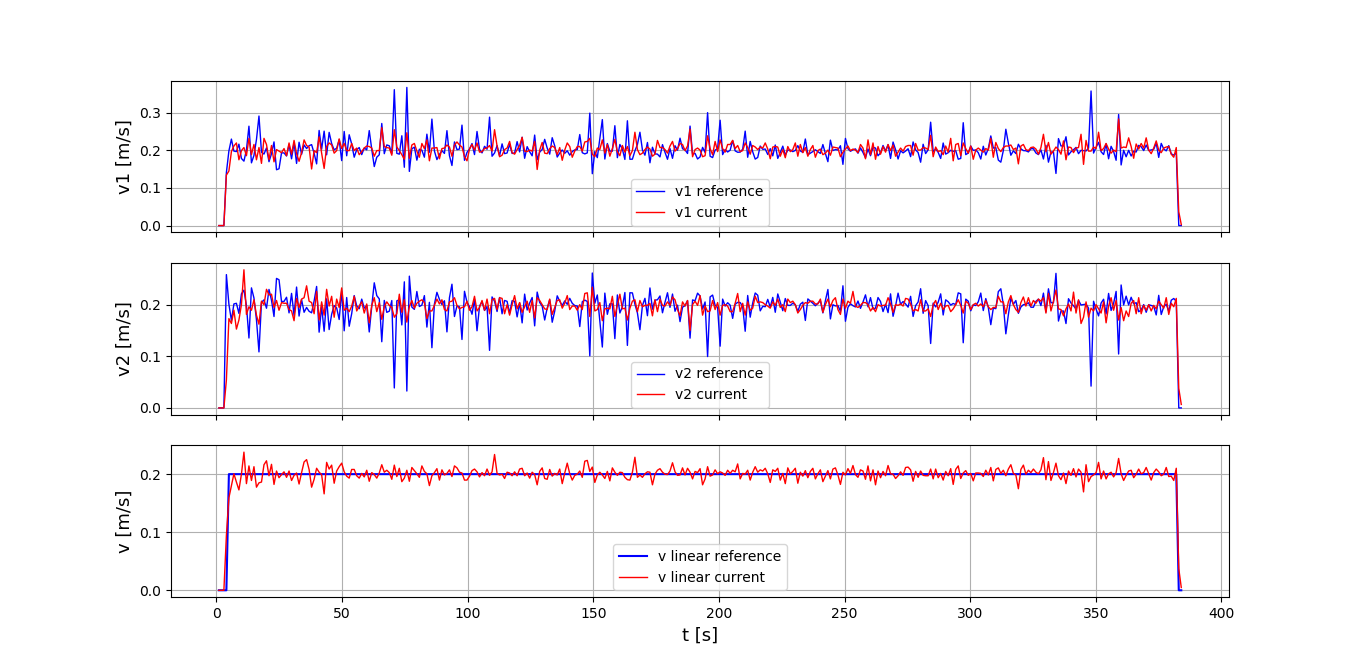 v1 [m/s]
0.3
0.2
0.1
0.0
v1 reference
v1 current
v2 [m/s]
0.2
0.1
0.0
v2 reference
v2 current
v [m/s]
0.2
0.1
0.0
v linear reference
v linear current
0 50 100 150 200 250 300 350 400
t [s]